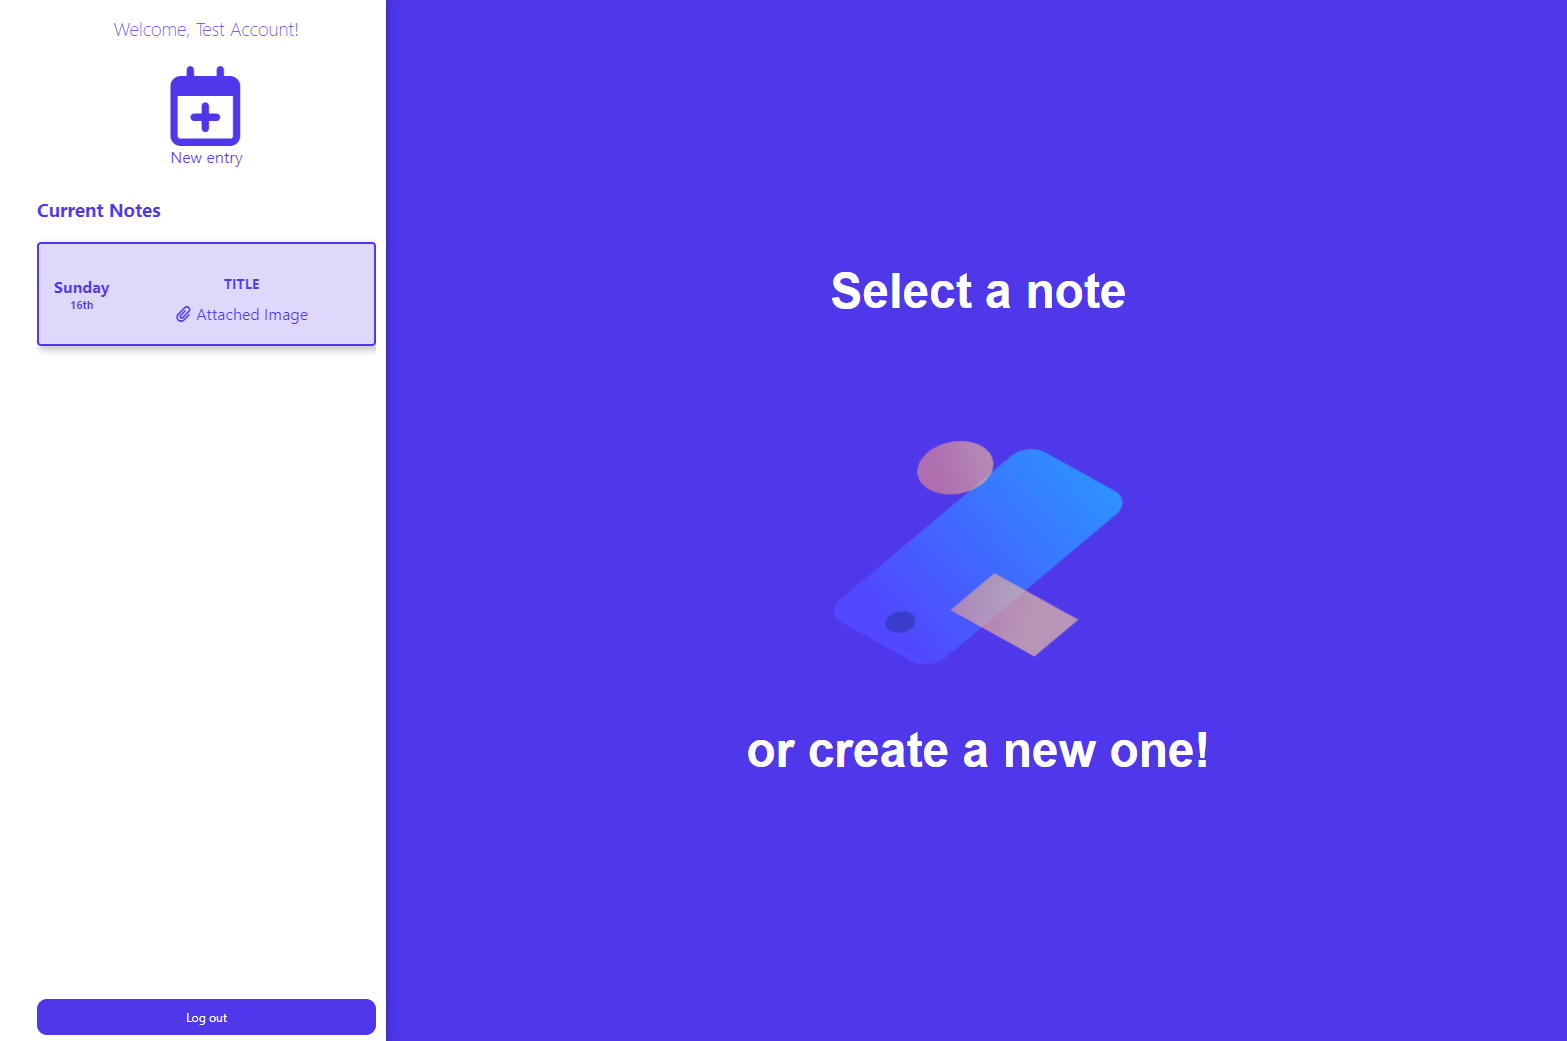 Welcome, Test Account!
New entry
Current Notes
Sunday
16th
TITLE
Attached Image
Log out
Select a note
or create a new one!